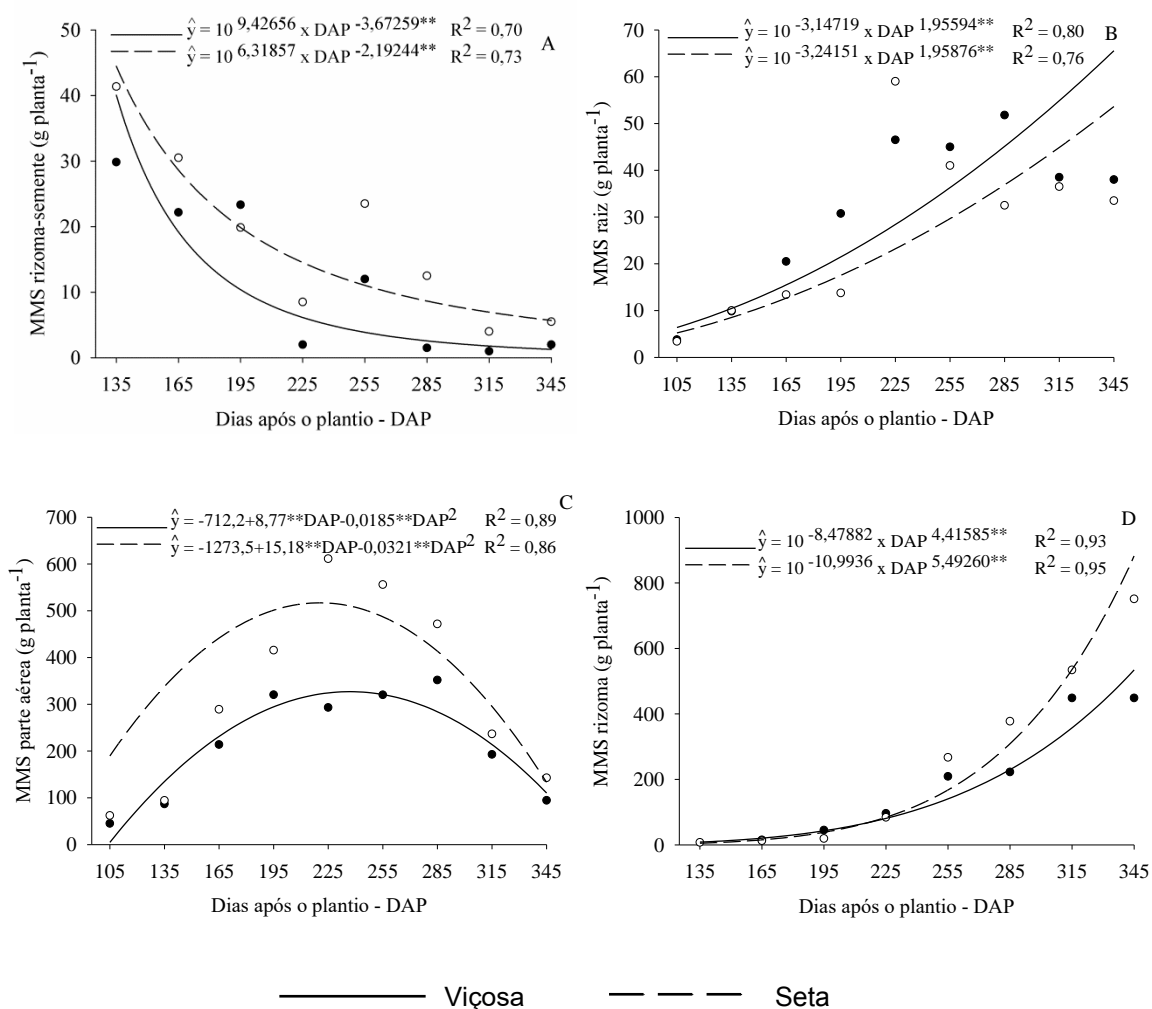 ŷ = 10 9,42656 x DAP -3,67259** R2 = 0,70
ŷ = 10 6,31857 x DAP -2,19244** R2 = 0,73
A
50
40
30
20
10
0
MMS rizoma-semente (g planta-1)
135 165 195 225 255 285 315 345
Dias após o plantio - DAP
ŷ = 10 -3,14719 x DAP 1,95594** R2 = 0,80
ŷ = 10 -3,24151 x DAP 1,95876** R2 = 0,76
B
70
60
50
40
30
20
10
0
MMS raiz (g planta-1)
105 135 165 195 225 255 285 315 345
Dias após o plantio - DAP
C
ŷ = -712,2+8,77**DAP-0,0185**DAP2 R2 = 0,89
ŷ = -1273,5+15,18**DAP-0,0321**DAP2 R2 = 0,86
700
600
500
400
300
200
100
0
MMS parte aérea (g planta-1)
105 135 165 195 225 255 285 315 345
Dias após o plantio - DAP
D
ŷ = 10 -8,47882 x DAP 4,41585** R2 = 0,93
ŷ = 10 -10,9936 x DAP 5,49260** R2 = 0,95
1000
800
600
400
200
0
MMS rizoma (g planta-1)
135 165 195 225 255 285 315 345
Dias após o plantio - DAP
Viçosa Seta